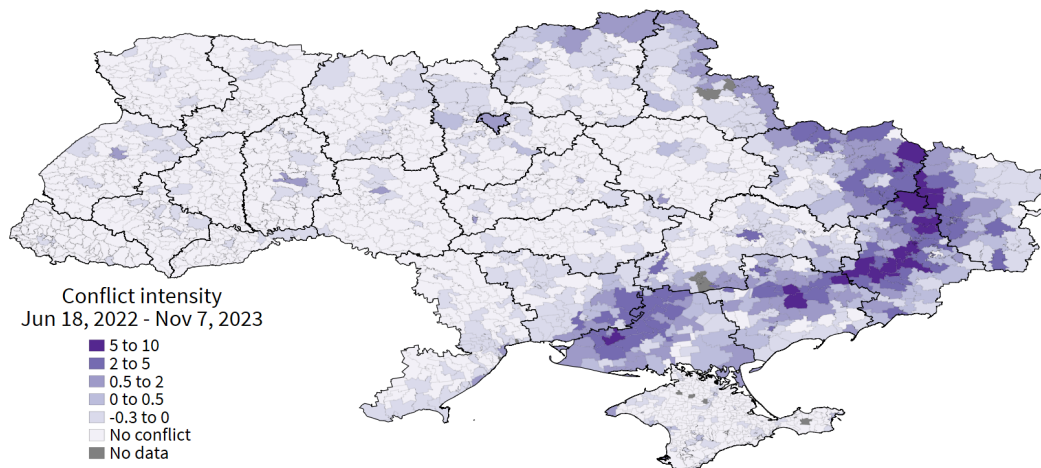 Conflict intensity
Jun 18, 2022 - Nov 7, 2023
5 to 10
2 to 5
0.5 to 2
0 to 0.5
-0.3 to 0
No conflict
No data